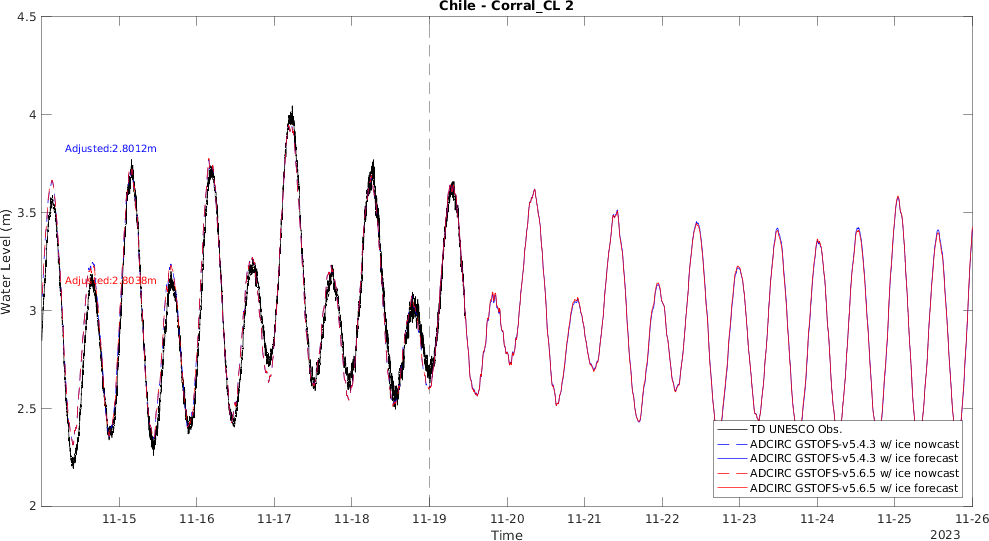 Chile - Corral_CL 2
4.5
4
3.5
3
2.5
2
Water Level (m)
Adjusted:2.8012m
Adjusted:2.8038m
TD UNESCO Obs.
ADCIRC GSTOFS-v5.4.3 w/ ice nowcast
ADCIRC GSTOFS-v5.4.3 w/ ice forecast
ADCIRC GSTOFS-v5.6.5 w/ ice nowcast
ADCIRC GSTOFS-v5.6.5 w/ ice forecast
11-15 11-16 11-17 11-18 11-19 11-20 11-21 11-22 11-23 11-24 11-25 11-26
Time
2023